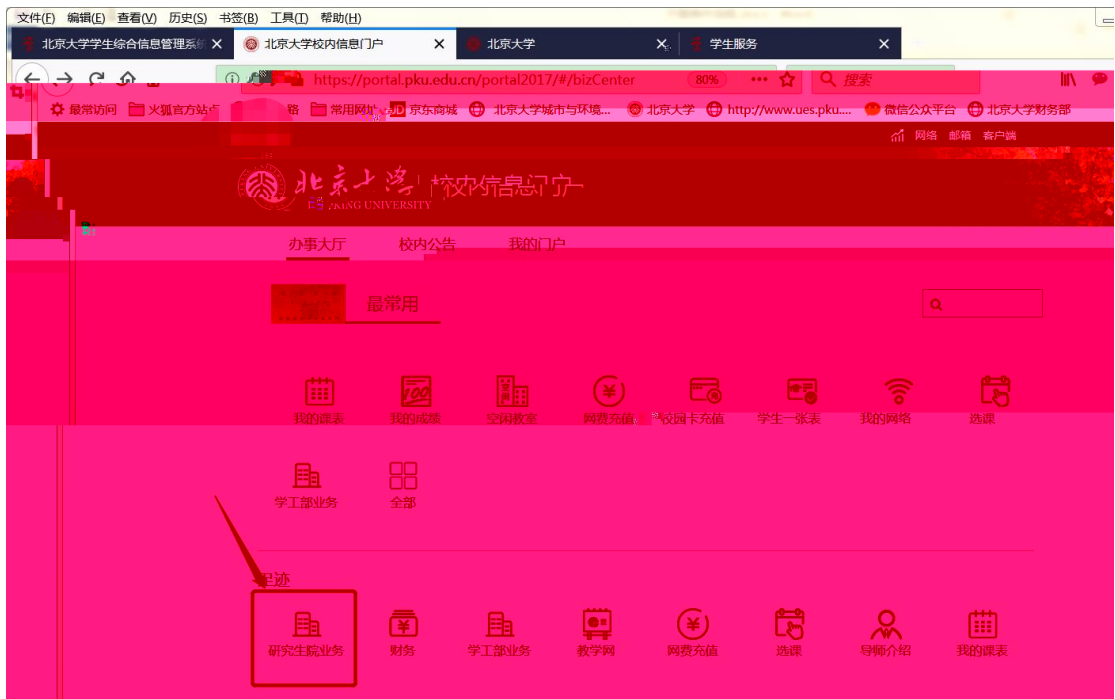 文件(F) 编辑(E) 查看(V) 历史(S) 书签(B) 工具(T) 帮助(H)
北京大学学生综合信息管理系统 北京大学校内信息门户 北京大学 学生服务
https://portal.pku.edu.cn/portal2017/#/bizCenter 80% 搜索
最常访问 火狐官方站点 路 常用网址 JD 京东商城 北京大学城市与环境... 北京大学 http://www.ues.pku.... 微信公众平台 北京大学财务部
网络 邮箱 客户端
北京大学 校内信息门户
PEKING UNIVERSITY
办事大厅 校内公告 我的门户
最常用
我的课表 我的成绩 空闲教室 网费充值 校园卡充值 学生一张表 我的网络 选课
学工部业务 全部
足迹
研究生院业务 财务 学工部业务 教学网 网费充值 选课 导师介绍 我的课表